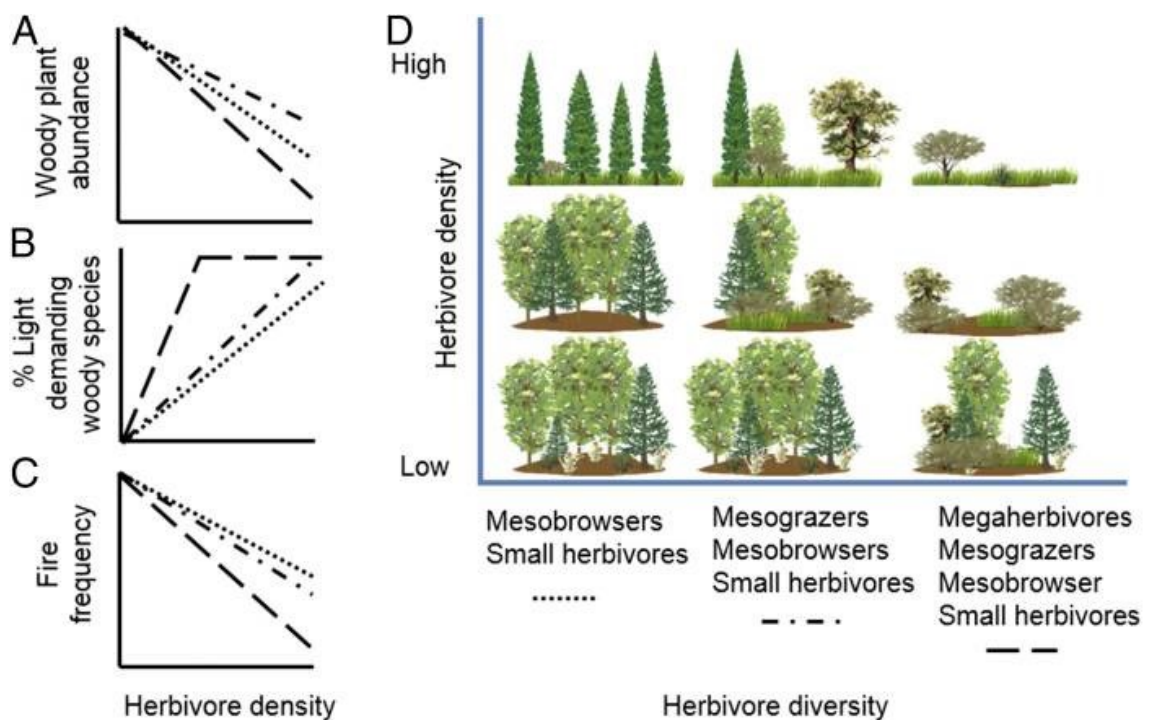 A
Woody plant
abundance
B
% Light
demanding
woody species
C
Fire
frequency
Herbivore density
D
High
Herbivore density
Low
Mesobrowsers
Small herbivores
Mesograzers
Mesobrowsers
Small herbivores
Megaherbivores
Mesograzers
Mesobrowser
Small herbivores
Herbivore diversity